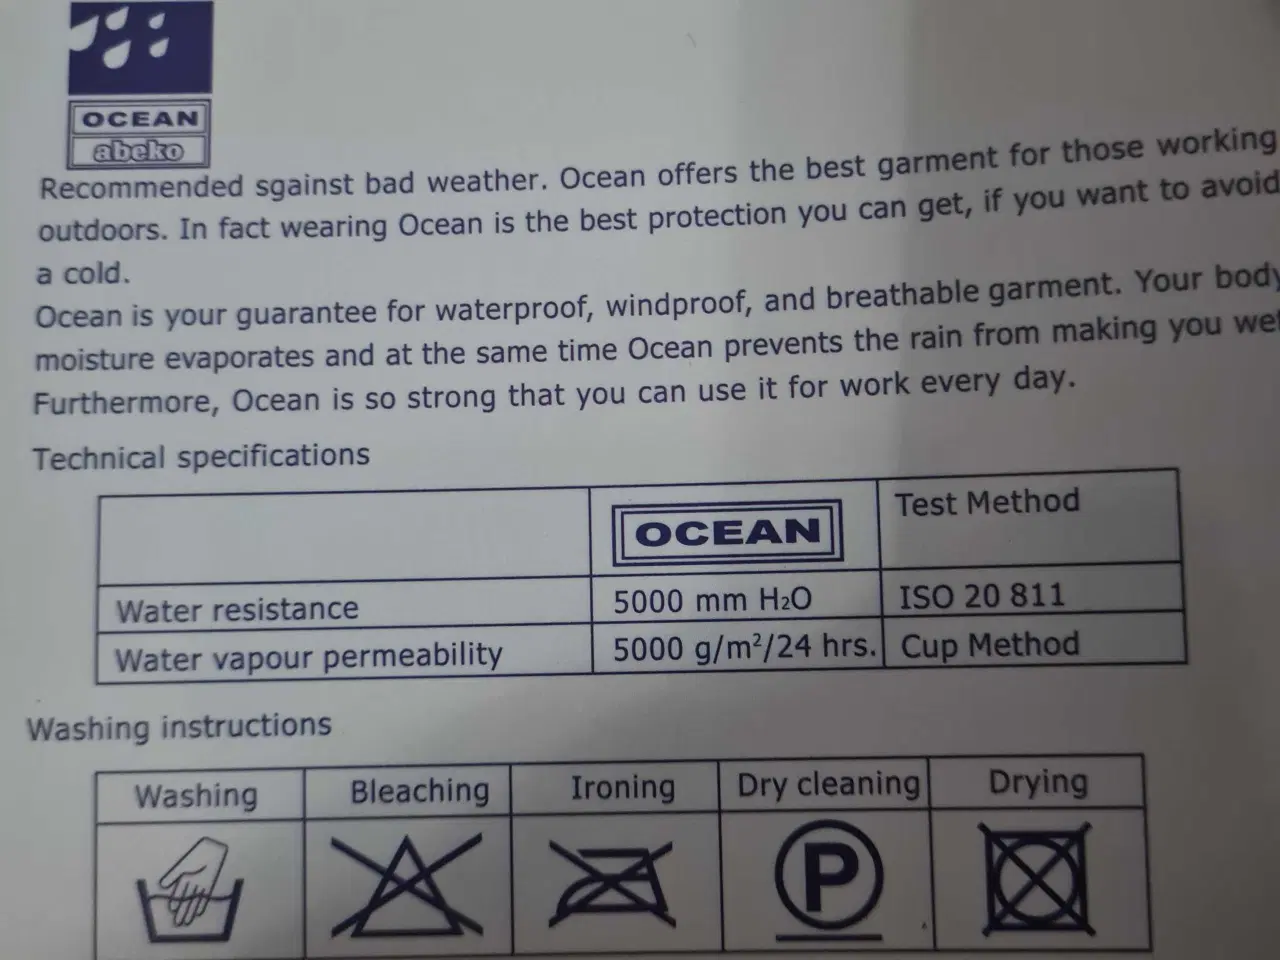 OCEAN
abeko
Recommended sgainst bad weather. Ocean offers the best garment for those working
outdoors. In fact wearing Ocean is the best protection you can get, if you want to avoid
a cold.
Ocean is your guarantee for waterproof, windproof, and breathable garment. Your body
moisture evaporates and at the same time Ocean prevents the rain from making you wet
Furthermore, Ocean is so strong that you can use it for work every day.
Technical specifications
OCEAN Test Method
Water resistance 5000 mm H₂O ISO 20 811
Water vapour permeability 5000 g/m²/24 hrs. Cup Method
Washing instructions
Washing Bleaching Ironing Dry cleaning Drying
P